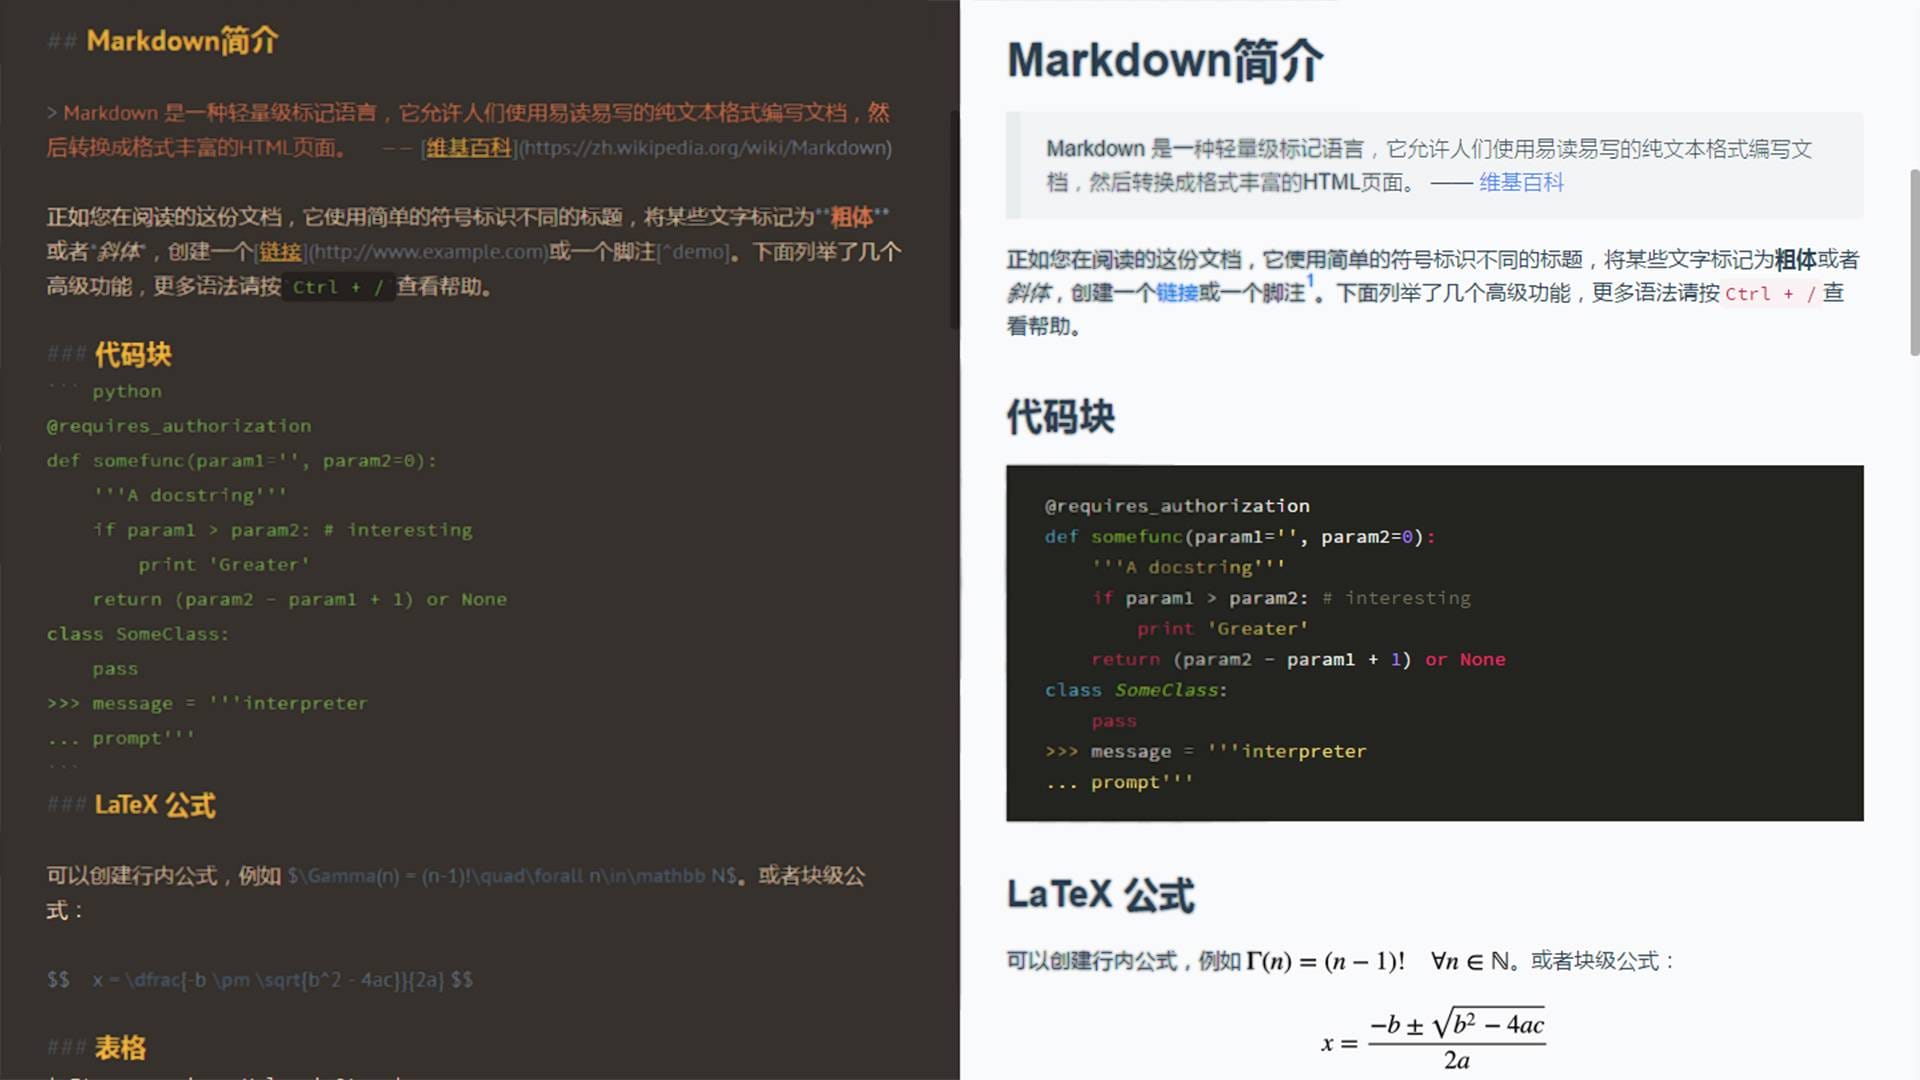 ## Markdown简介
> Markdown 是一种轻量级标记语言，它允许人们使用易读易写的纯文本格式编写文档，然
后转换成格式丰富的HTML页面。 —— [维基百科](https://zh.wikipedia.org/wiki/Markdown)
正如您在阅读的这份文档，它使用简单的符号标识不同的标题，将某些文字标记为**粗体**
或者*斜体*，创建一个[链接](http://www.example.com)或一个脚注[^demo]。下面列举了几个
高级功能，更多语法请按`Ctrl + /`查看帮助。
### 代码块
``` python
@requires_authorization
def somefunc(param1='', param2=0):
    '''A docstring'''
    if param1 > param2: # interesting
        print 'Greater'
    return (param2 - param1 + 1) or None
class SomeClass:
    pass
>>> message = '''interpreter
... prompt'''
```
### LaTeX 公式
可以创建行内公式，例如 $\Gamma(n) = (n-1)!\quad\forall n\in\mathbb N$。或者块级公
式：
$$    x = \dfrac{-b \pm \sqrt{b^2 - 4ac}}{2a} $$
### 表格
Markdown简介
Markdown 是一种轻量级标记语言，它允许人们使用易读易写的纯文本格式编写文
档，然后转换成格式丰富的HTML页面。 —— 维基百科
正如您在阅读的这份文档，它使用简单的符号标识不同的标题，将某些文字标记为粗体或者
斜体，创建一个链接或一个脚注1。下面列举了几个高级功能，更多语法请按 Ctrl + / 查
看帮助。
代码块
@requires_authorization
def somefunc(param1='', param2=0):
    '''A docstring'''
    if param1 > param2: # interesting
        print 'Greater'
    return (param2 - param1 + 1) or None
class SomeClass:
    pass
>>> message = '''interpreter
... prompt'''
LaTeX 公式
可以创建行内公式，例如 Γ(n) = (n − 1)!  ∀n ∈ ℕ。或者块级公式：
x = (−b ± √(b² − 4ac)) / 2a